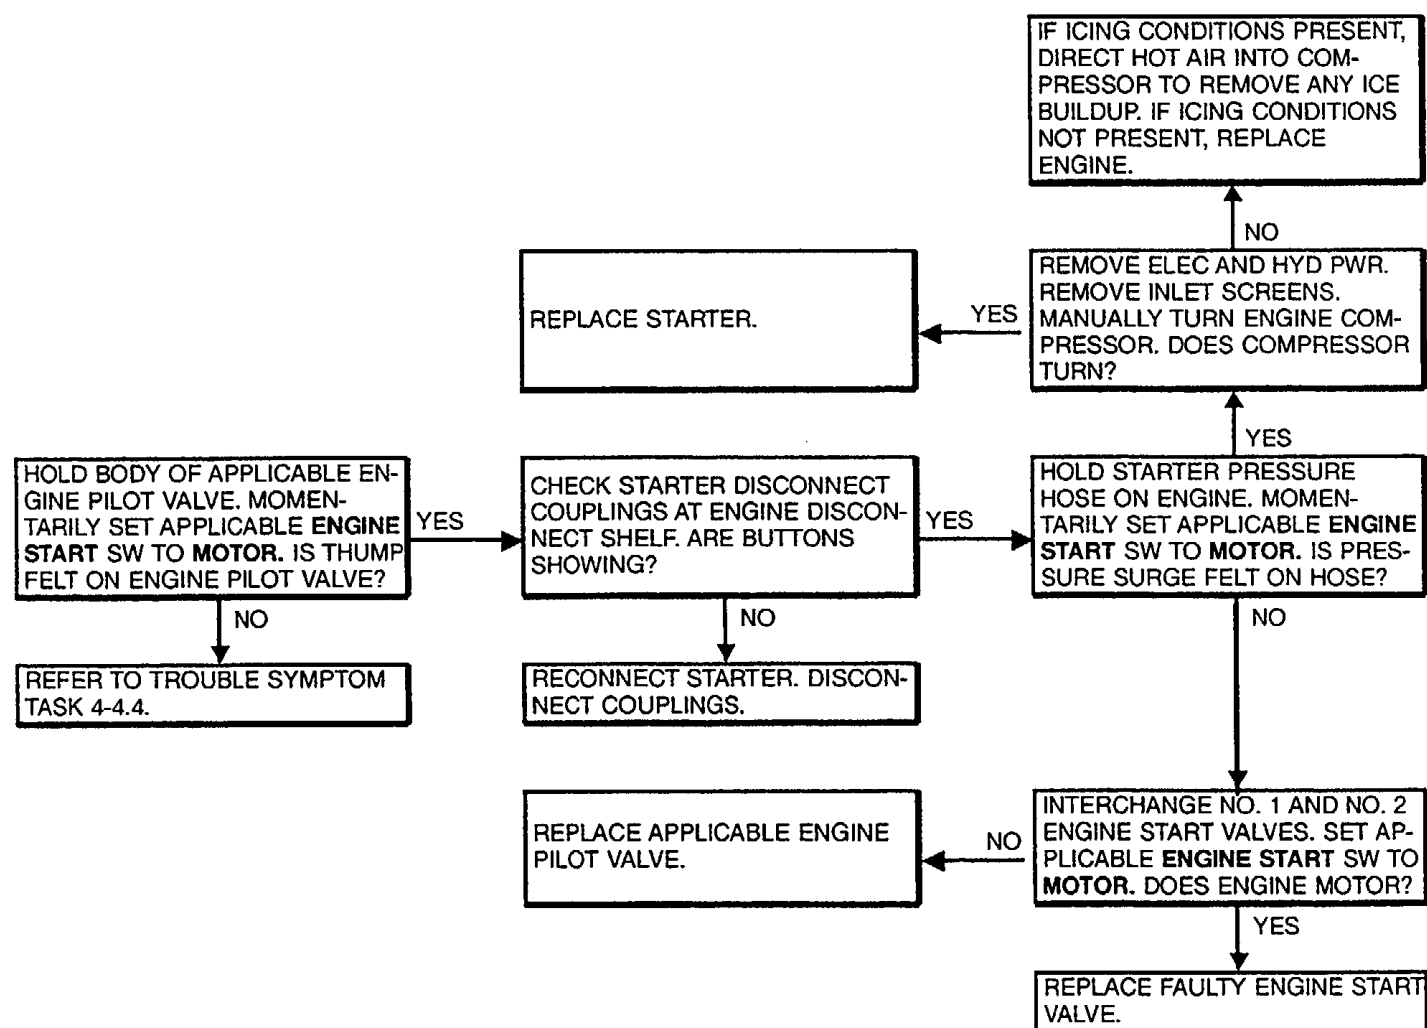 IF ICING CONDITIONS PRESENT,
DIRECT HOT AIR INTO COM-
PRESSOR TO REMOVE ANY ICE
BUILDUP. IF ICING CONDITIONS
NOT PRESENT, REPLACE
ENGINE.
NO
REPLACE STARTER.
YES
REMOVE ELEC AND HYD PWR.
REMOVE INLET SCREENS.
MANUALLY TURN ENGINE COM-
PRESSOR. DOES COMPRESSOR
TURN?
YES
HOLD BODY OF APPLICABLE EN-
GINE PILOT VALVE. MOMEN-
TARILY SET APPLICABLE ENGINE
START SW TO MOTOR. IS THUMP
FELT ON ENGINE PILOT VALVE?
YES
CHECK STARTER DISCONNECT
COUPLINGS AT ENGINE DISCON-
NECT SHELF. ARE BUTTONS
SHOWING?
YES
HOLD STARTER PRESSURE
HOSE ON ENGINE. MOMEN-
TARILY SET APPLICABLE ENGINE
START SW TO MOTOR. IS PRES-
SURE SURGE FELT ON HOSE?
NO
NO
NO
REFER TO TROUBLE SYMPTOM
TASK 4-4.4.
RECONNECT STARTER. DISCON-
NECT COUPLINGS.
REPLACE APPLICABLE ENGINE
PILOT VALVE.
NO
INTERCHANGE NO. 1 AND NO. 2
ENGINE START VALVES. SET AP-
PLICABLE ENGINE START SW TO
MOTOR. DOES ENGINE MOTOR?
YES
REPLACE FAULTY ENGINE START
VALVE.